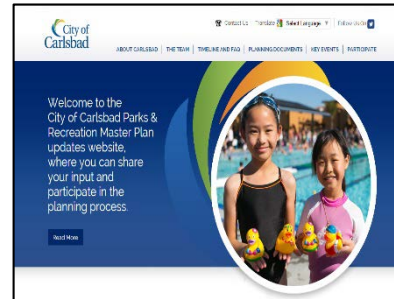 City of
Carlsbad
Contact Us Translate Select Language ▼ Follow Us On
ABOUT CARLSBAD | THE TEAM | TIMELINE AND FAQ | PLANNING DOCUMENTS | KEY EVENTS | PARTICIPATE
Welcome to the
City of Carlsbad Parks &
Recreation Master Plan
updates website,
where you can share
your input and
participate in the
planning process.
Read More